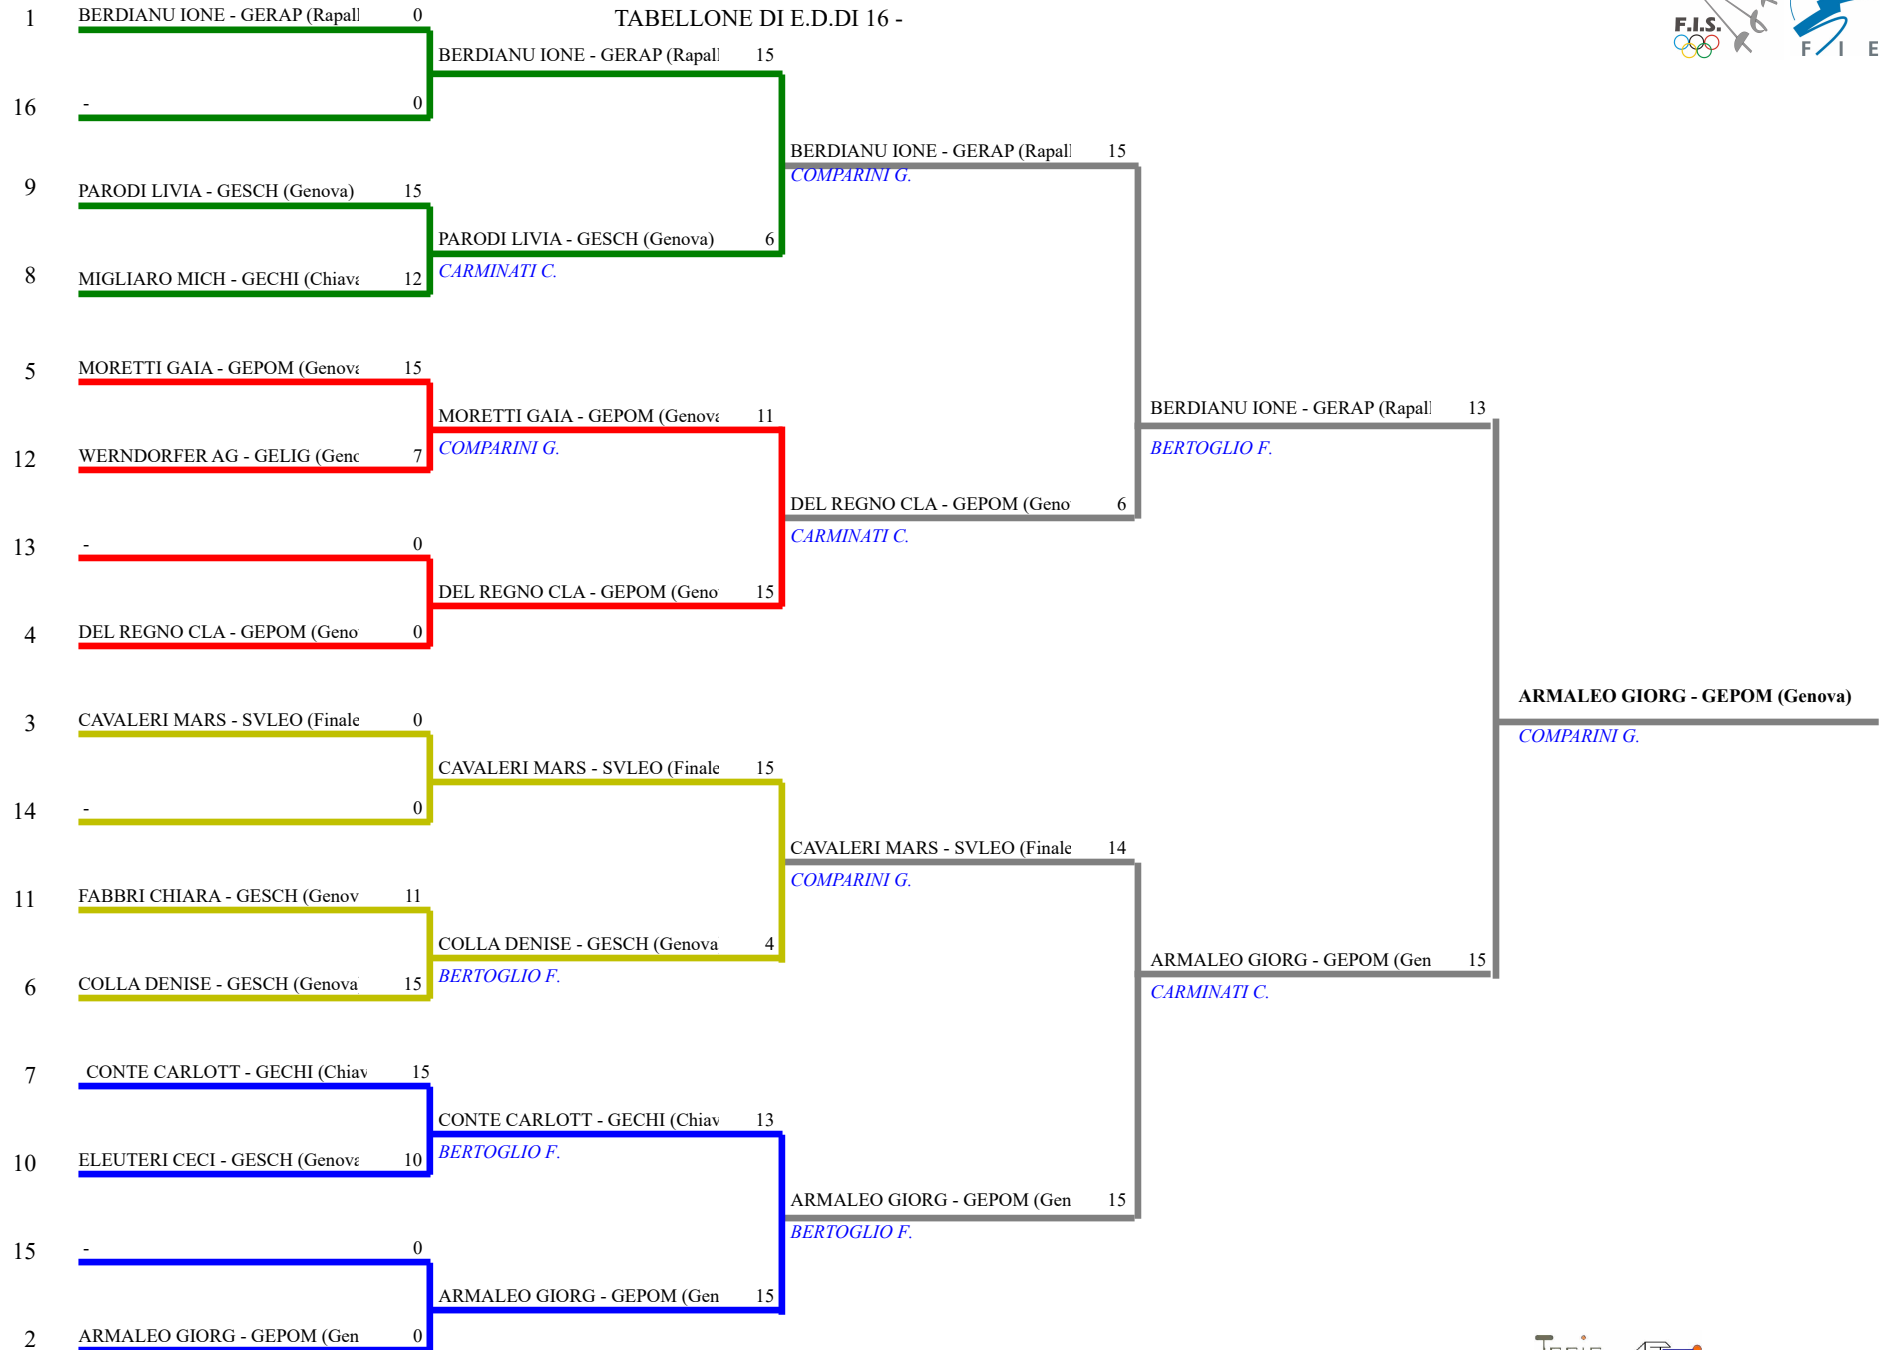 TABELLONE DI E.D.DI 16 -
F.I.S.
F I E
1 BERDIANU IONE - GERAP (Rapall 0
BERDIANU IONE - GERAP (Rapall 15
16 - 0
BERDIANU IONE - GERAP (Rapall 15
COMPARINI G.
9 PARODI LIVIA - GESCH (Genova) 15
PARODI LIVIA - GESCH (Genova) 6
CARMINATI C.
8 MIGLIARO MICH - GECHI (Chiava 12
5 MORETTI GAIA - GEPOM (Genova 15
BERDIANU IONE - GERAP (Rapall 13
MORETTI GAIA - GEPOM (Genova 11
COMPARINI G.
BERTOGLIO F.
12 WERNDORFER AG - GELIG (Geno 7
DEL REGNO CLA - GEPOM (Geno 6
CARMINATI C.
13 - 0
DEL REGNO CLA - GEPOM (Geno 15
4 DEL REGNO CLA - GEPOM (Geno 0
ARMALEO GIORG - GEPOM (Genova)
COMPARINI G.
3 CAVALERI MARS - SVLEO (Finale 0
CAVALERI MARS - SVLEO (Finale 15
14 - 0
CAVALERI MARS - SVLEO (Finale 14
COMPARINI G.
11 FABBRI CHIARA - GESCH (Genov 11
COLLA DENISE - GESCH (Genova 4
BERTOGLIO F.
ARMALEO GIORG - GEPOM (Gen 15
CARMINATI C.
6 COLLA DENISE - GESCH (Genova 15
7 CONTE CARLOTT - GECHI (Chiav 15
CONTE CARLOTT - GECHI (Chiav 13
BERTOGLIO F.
10 ELEUTERI CECI - GESCH (Genova 10
ARMALEO GIORG - GEPOM (Gen 15
BERTOGLIO F.
15 - 0
ARMALEO GIORG - GEPOM (Gen 15
2 ARMALEO GIORG - GEPOM (Gen 0